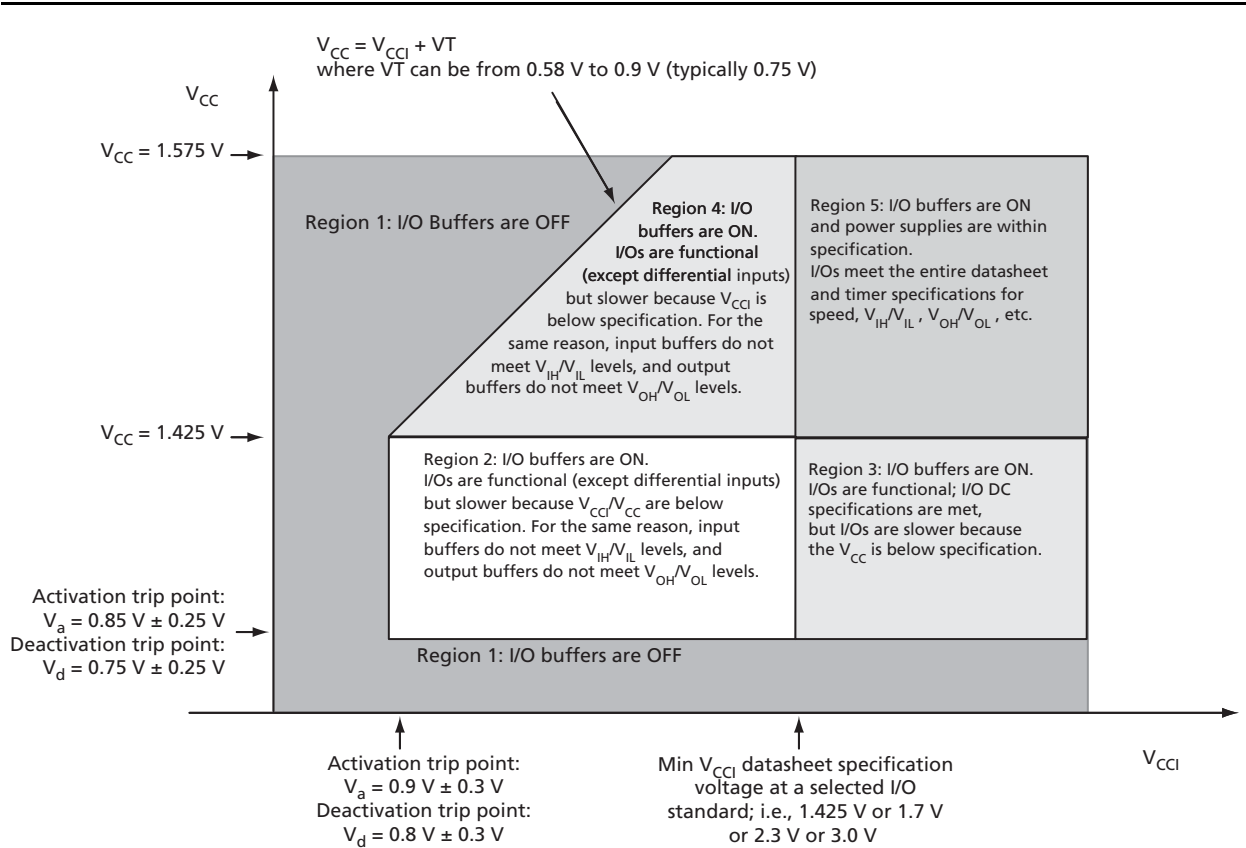 V_CC = V_CCI + VT
where VT can be from 0.58 V to 0.9 V (typically 0.75 V)
V_CC
V_CC = 1.575 V
Region 1: I/O Buffers are OFF
Region 4: I/O
buffers are ON.
I/Os are functional
(except differential inputs)
but slower because V_CCI is
below specification. For the
same reason, input buffers do not
meet V_IH/V_IL levels, and output
buffers do not meet V_OH/V_OL levels.
Region 5: I/O buffers are ON
and power supplies are within
specification.
I/Os meet the entire datasheet
and timer specifications for
speed, V_IH/V_IL , V_OH/V_OL , etc.
V_CC = 1.425 V
Region 2: I/O buffers are ON.
I/Os are functional (except differential inputs)
but slower because V_CCI/V_CC are below
specification. For the same reason, input
buffers do not meet V_IH/V_IL levels, and
output buffers do not meet V_OH/V_OL levels.
Region 3: I/O buffers are ON.
I/Os are functional; I/O DC
specifications are met,
but I/Os are slower because
the V_CC is below specification.
Activation trip point:
V_a = 0.85 V ± 0.25 V
Deactivation trip point:
V_d = 0.75 V ± 0.25 V
Region 1: I/O buffers are OFF
Activation trip point:
V_a = 0.9 V ± 0.3 V
Deactivation trip point:
V_d = 0.8 V ± 0.3 V
Min V_CCI datasheet specification
voltage at a selected I/O
standard; i.e., 1.425 V or 1.7 V
or 2.3 V or 3.0 V
V_CCI